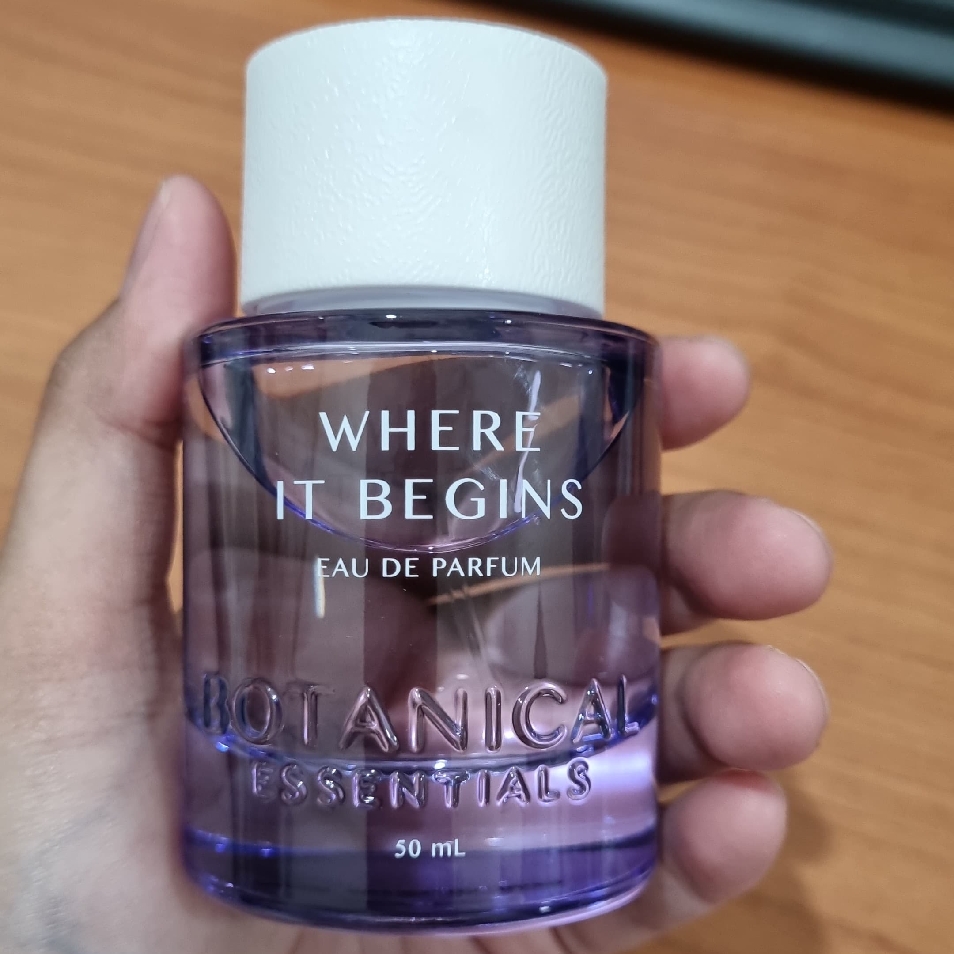 WHERE
IT BEGINS
EAU DE PARFUM
BOTANICAL
ESSENTIALS
50 mL